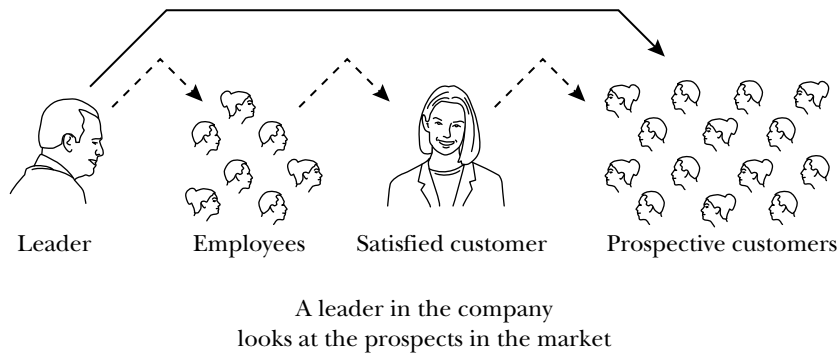 Leader
Employees
Satisfied customer
Prospective customers
A leader in the company
looks at the prospects in the market